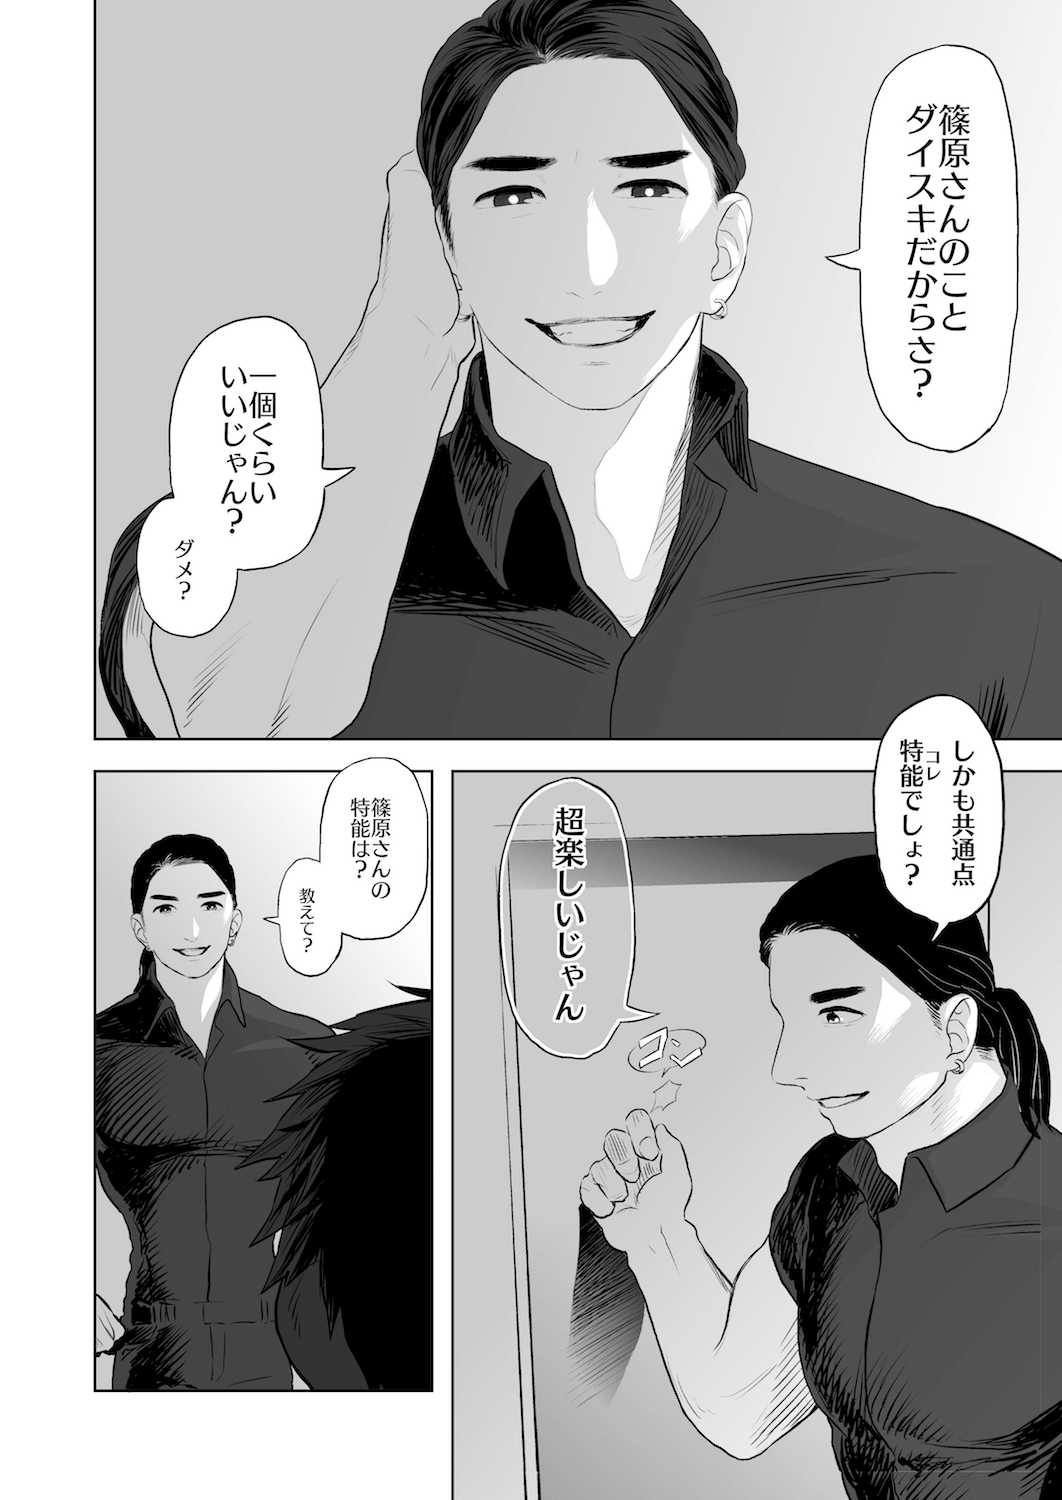 篠原さんのこと
ダイスキだからさ？
一個くらい
いいじゃん？
ダメ？
しかも共通点
特能でしょ？
コレ
超楽しいじゃん
コン
篠原さんの
特能は？
教えて？